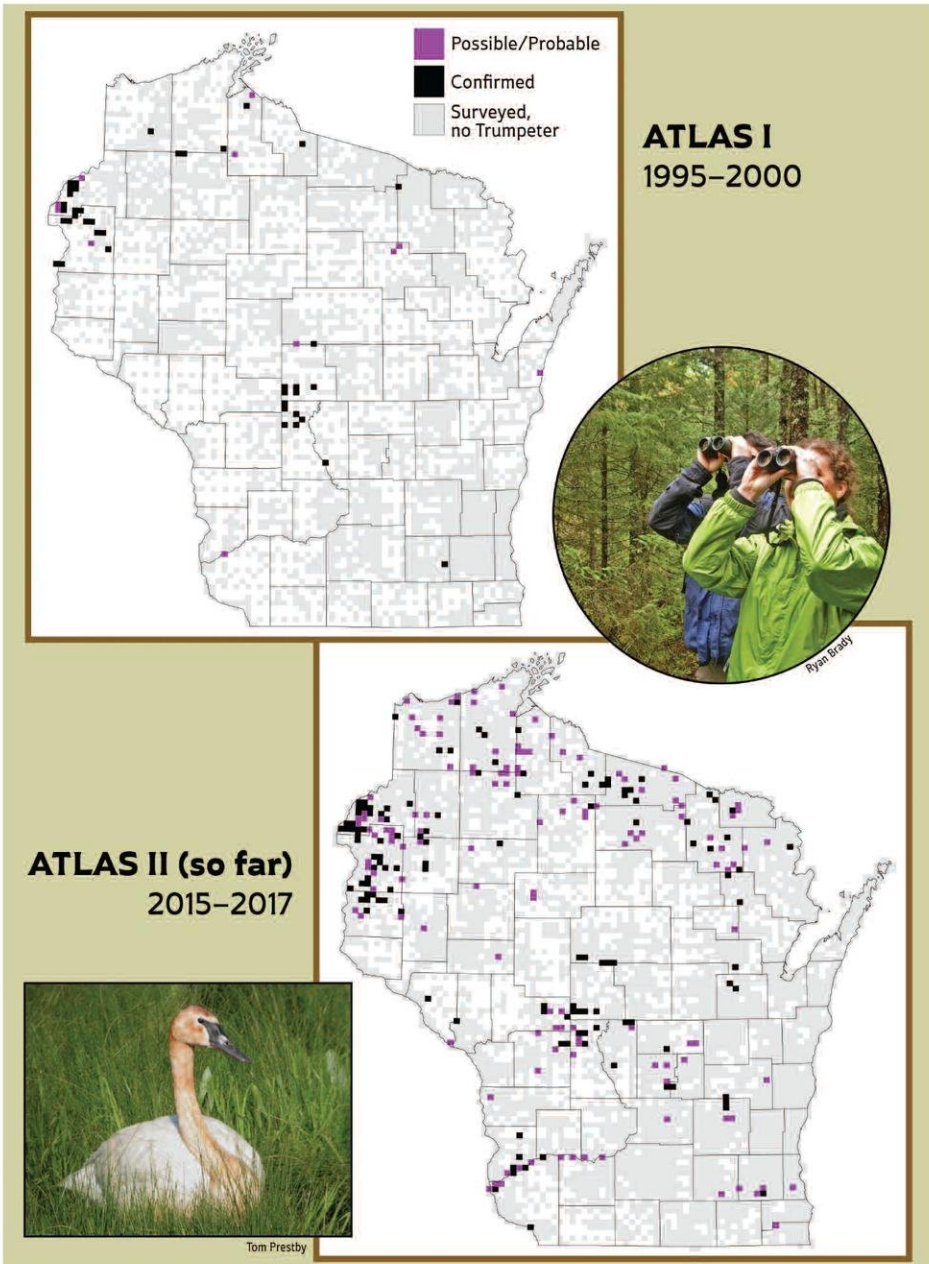 Possible/Probable
Confirmed
Surveyed,
no Trumpeter
ATLAS I
1995–2000
Ryan Brady
ATLAS II (so far)
2015–2017
Tom Prestby